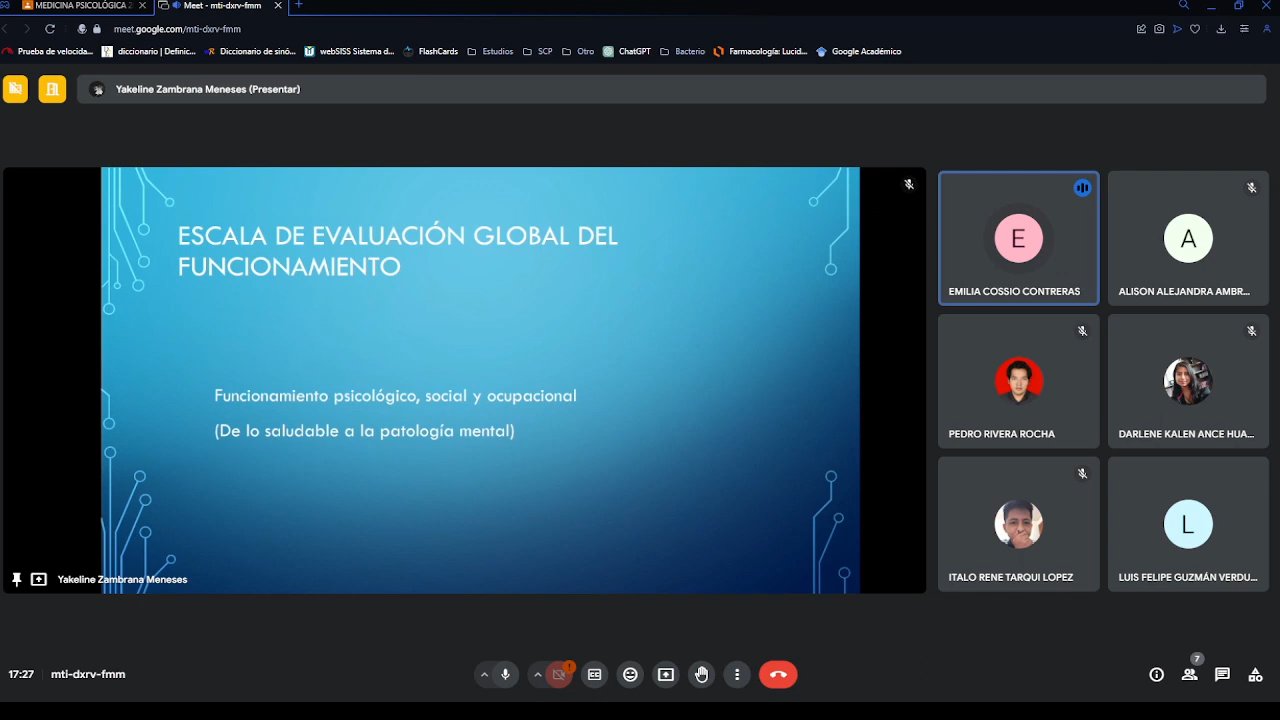 MEDICINA PSICOLÓGICA 2
Meet - mti-dxrv-fmm
meet.google.com/mti-dxrv-fmm
Prueba de velocida...
diccionario | Definic...
Diccionario de sinó...
webSISS Sistema d...
FlashCards
Estudios
SCP
Otro
ChatGPT
Bacterio
Farmacología: Lucid...
Google Académico
Yakeline Zambrana Meneses (Presentar)
ESCALA DE EVALUACIÓN GLOBAL DEL
FUNCIONAMIENTO
Funcionamiento psicológico, social y ocupacional
(De lo saludable a la patología mental)
Yakeline Zambrana Meneses
E
EMILIA COSSIO CONTRERAS
A
ALISON ALEJANDRA AMBR...
PEDRO RIVERA ROCHA
DARLENE KALEN ANCE HUA...
ITALO RENE TARQUI LOPEZ
L
LUIS FELIPE GUZMÁN VERDU...
17:27
mti-dxrv-fmm
7